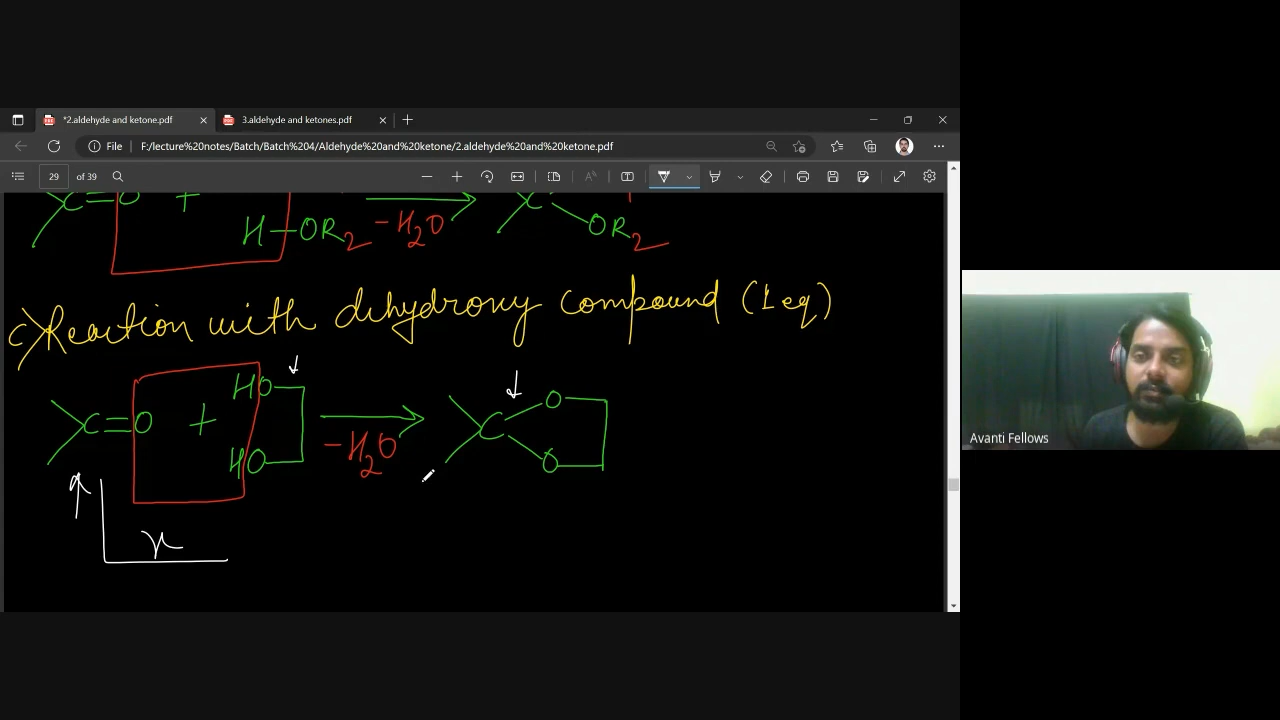 *2.aldehyde and ketone.pdf
3.aldehyde and ketones.pdf
File
F:/lecture%20notes/Batch/Batch%204/Aldehyde%20and%20ketone/2.aldehyde%20and%20ketone.pdf
29 of 39
C=O + H-OR2 -H2O C OR2
c) Reaction with dihydroxy compound (1eq)
C=O + HO HO -H2O C O O
x
Avanti Fellows